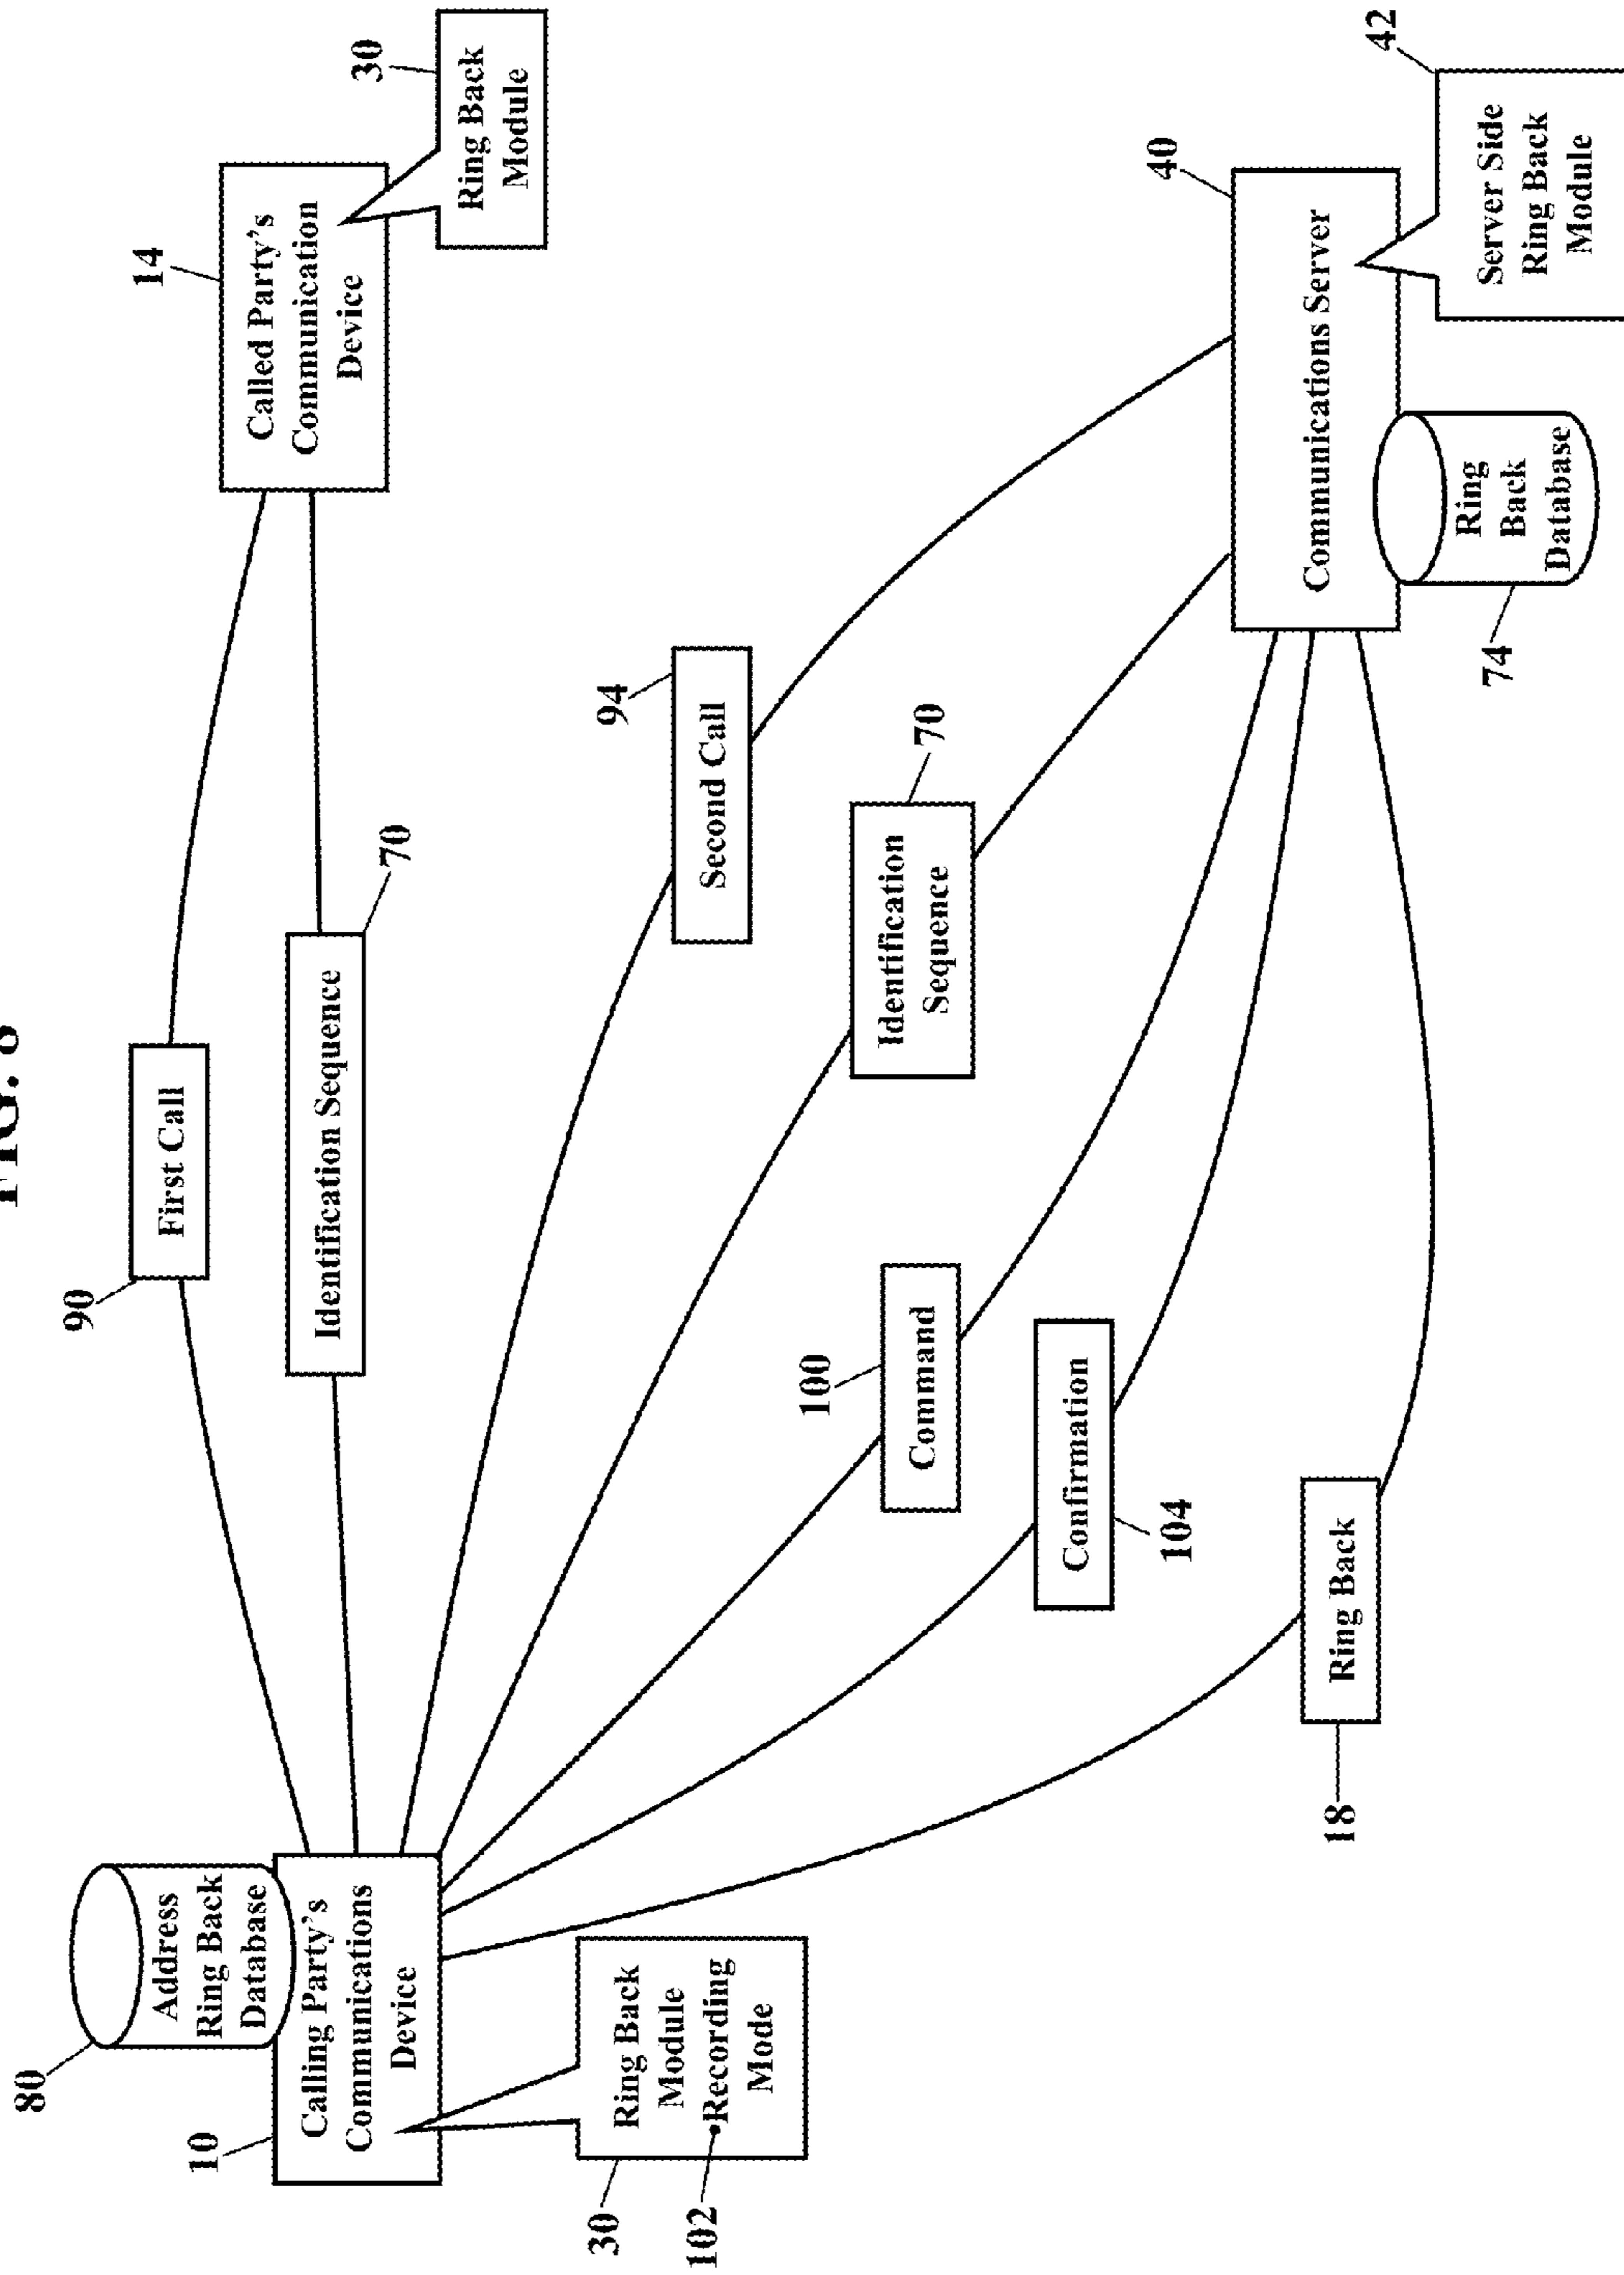 FIG.
80
Address
Ring Back
Database
10
Calling Party's
Communications
Device
30
Ring Back
Module
102
•Recording
Mode
90
First Call
Identification Sequence
70
14
Called Party's
Communication
Device
30
Ring Back
Module
94
Second Call
Identification
Sequence
70
100
Command
Confirmation
104
Ring Back
18
40
Communications Server
Ring
Back
Database
74
42
Server Side
Ring Back
Module